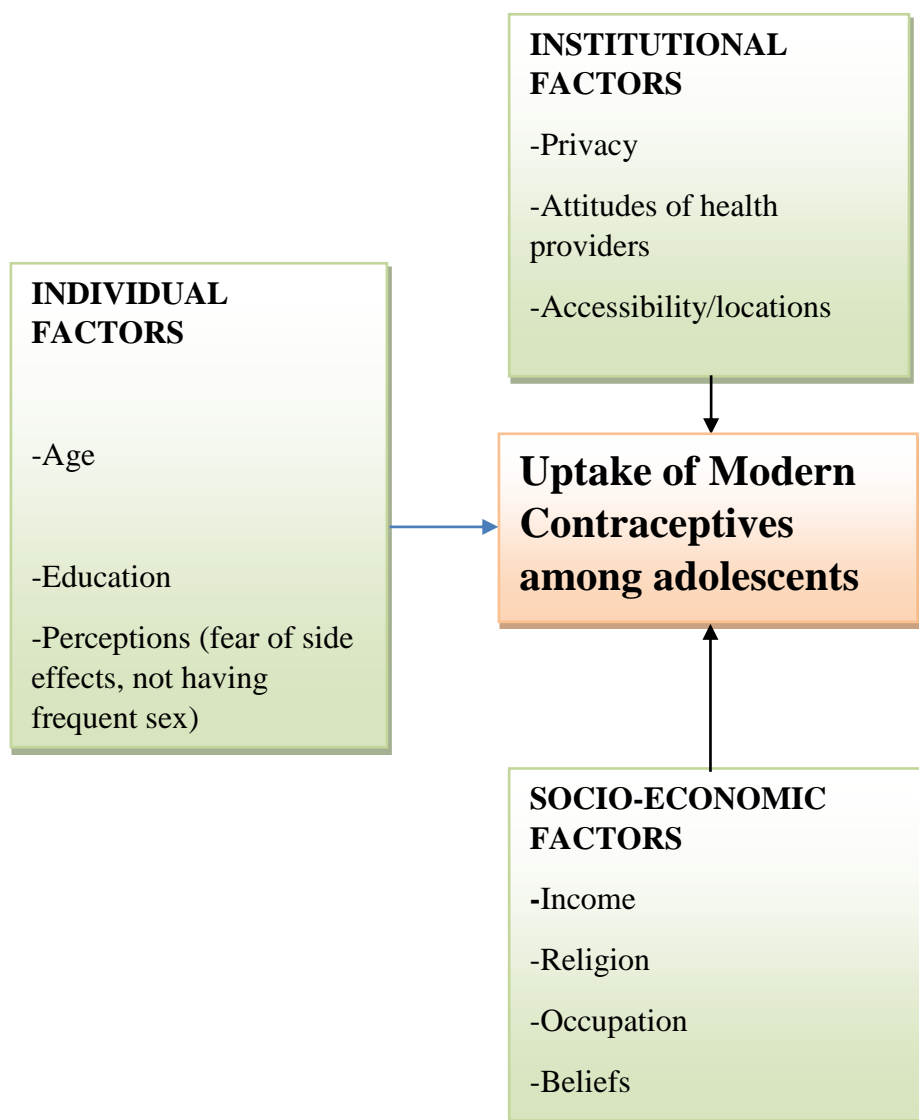 INSTITUTIONAL
FACTORS
-Privacy
-Attitudes of health
providers
-Accessibility/locations
INDIVIDUAL
FACTORS
-Age
-Education
-Perceptions (fear of side
effects, not having
frequent sex)
Uptake of Modern
Contraceptives
among adolescents
SOCIO-ECONOMIC
FACTORS
-Income
-Religion
-Occupation
-Beliefs